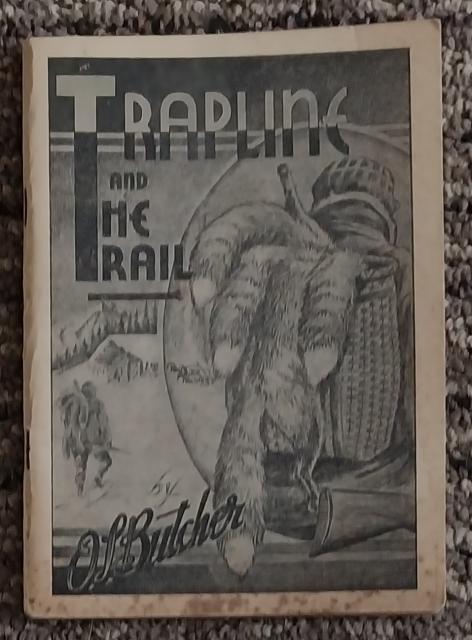 TRAPLINE
AND
THE
TRAIL
by
O.L. Butcher